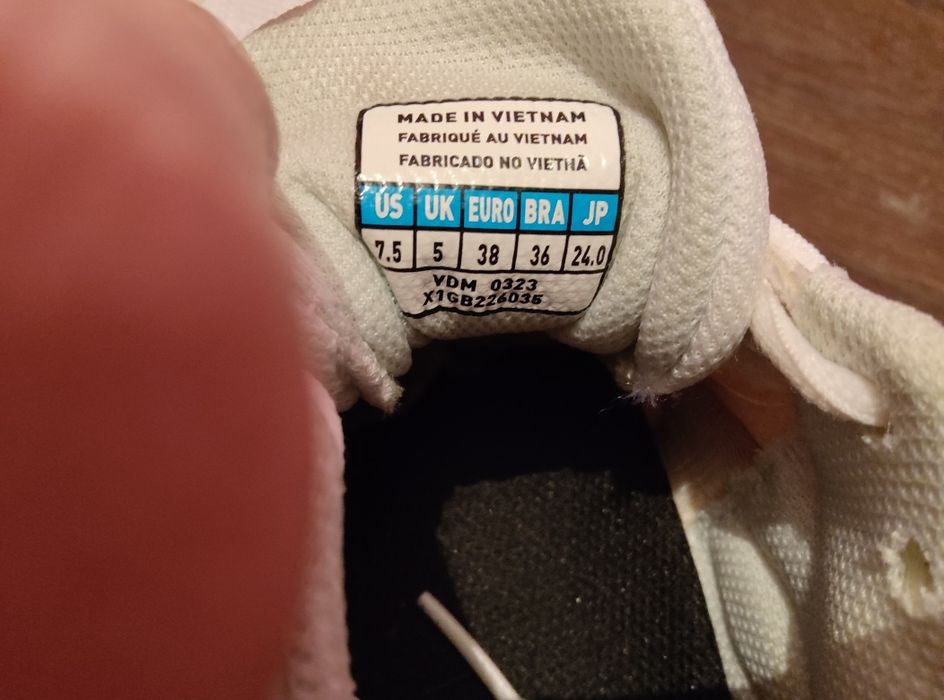 MADE IN VIETNAM
FABRIQUÉ AU VIETNAM
FABRICADO NO VIETHÃ
US UK EURO BRA JP
7.5 5 38 36 24.0
VDM 0323
X1GB226035